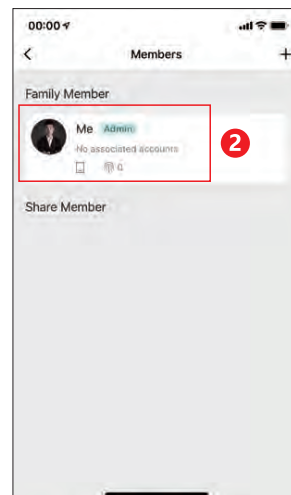 00:00
Members +
Family Member
Me Admin
No associated accounts
0
2
Share Member